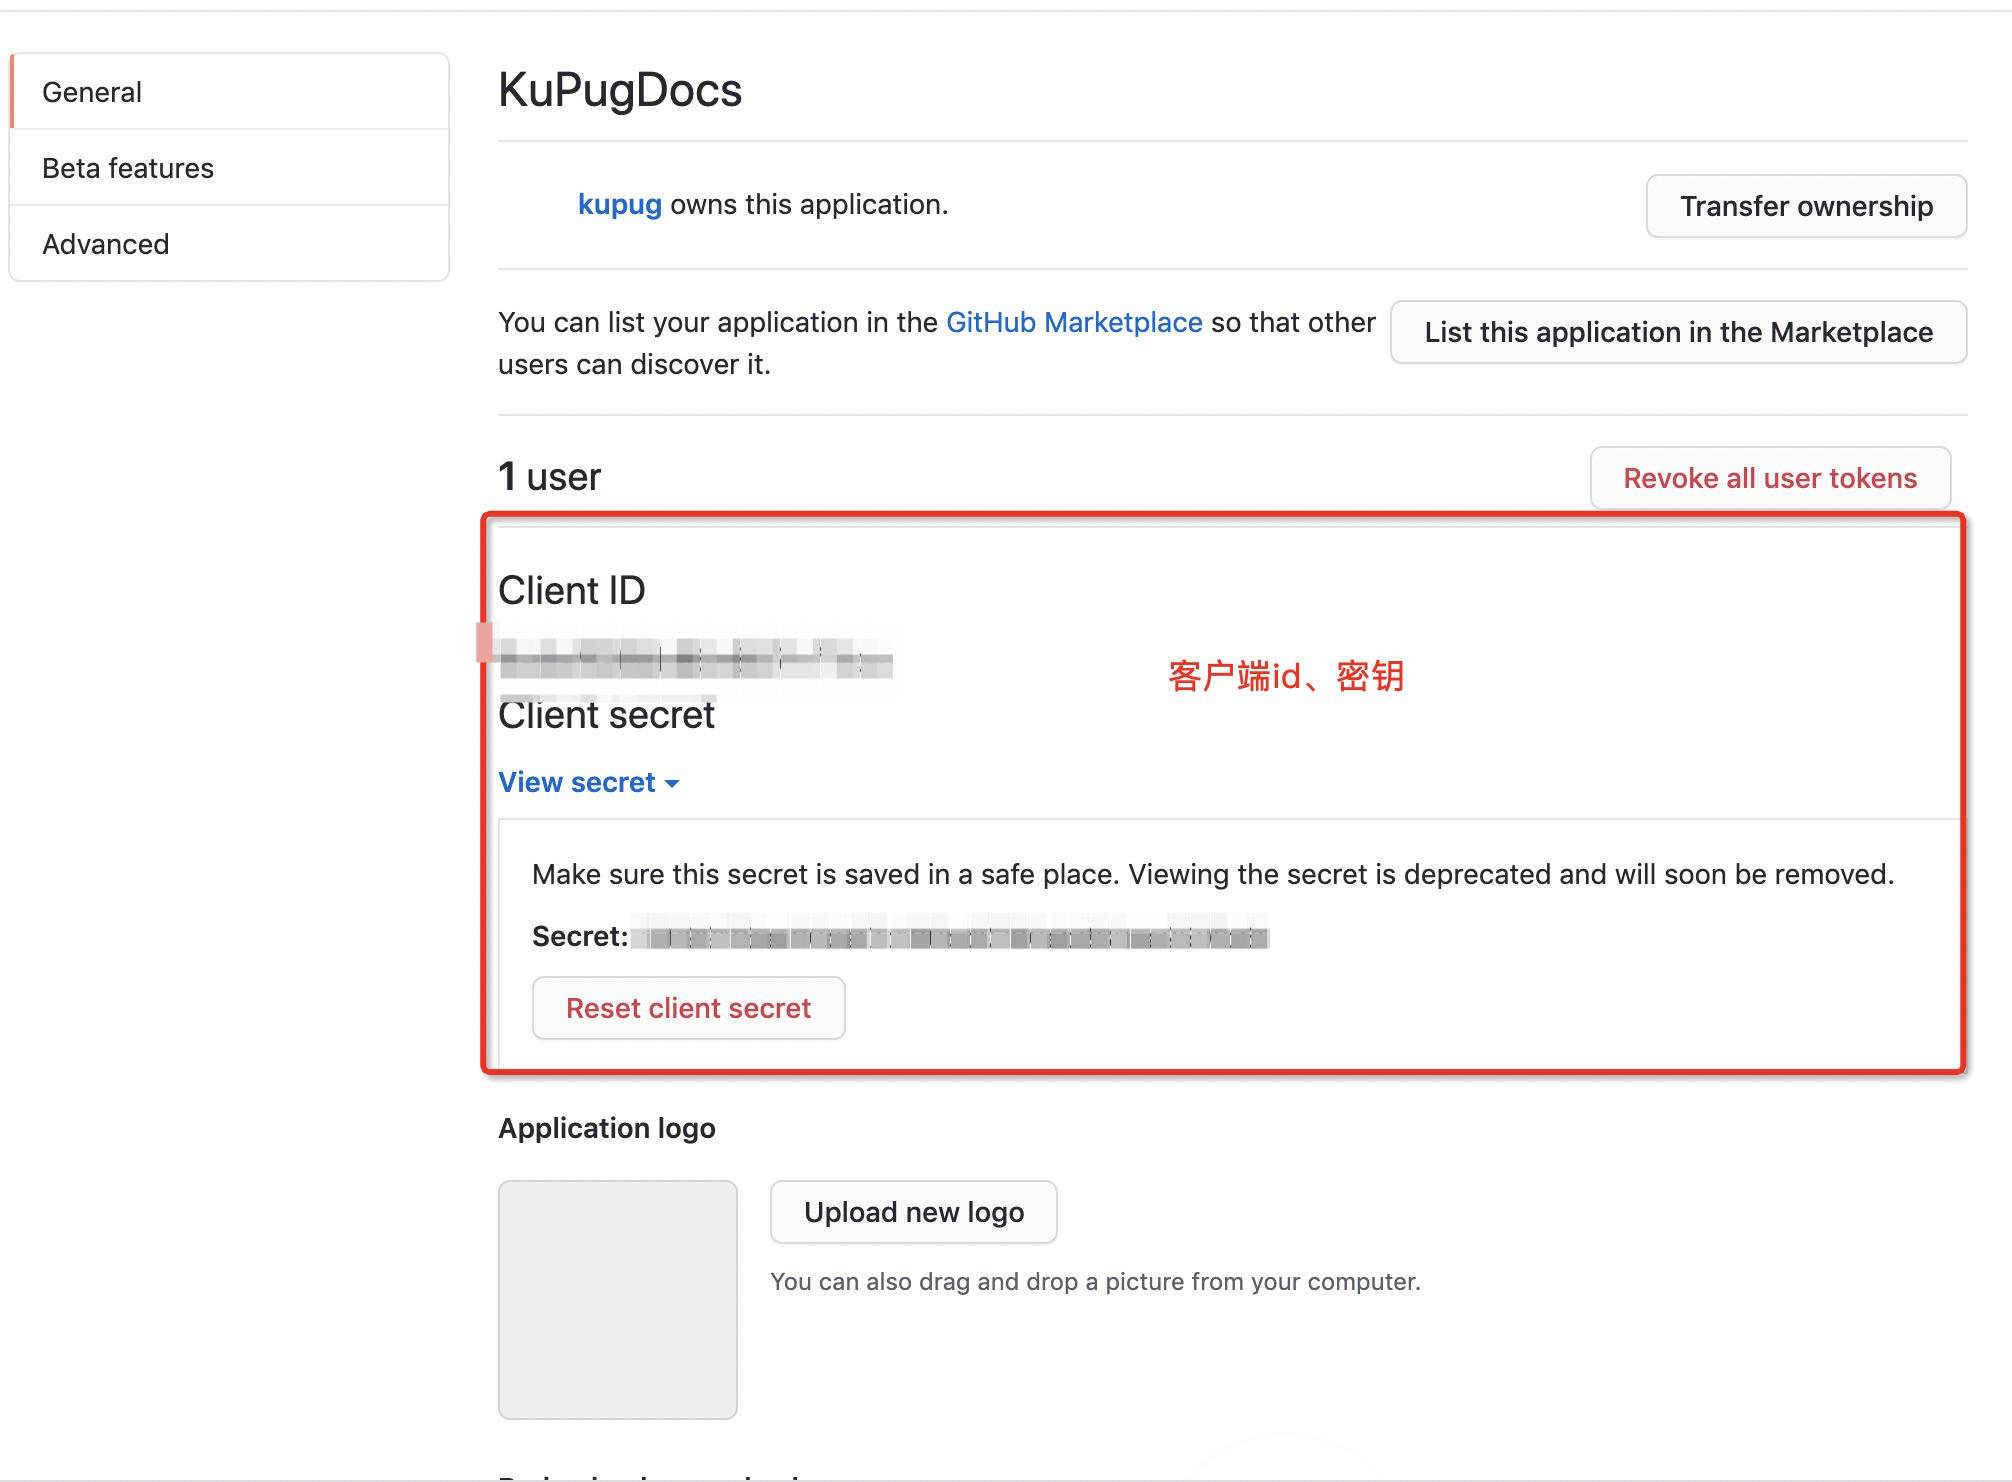 General
Beta features
Advanced
KuPugDocs
kupug owns this application.
Transfer ownership
You can list your application in the GitHub Marketplace so that other
users can discover it.
List this application in the Marketplace
1 user
Revoke all user tokens
Client ID
客户端id、密钥
Client secret
View secret
Make sure this secret is saved in a safe place. Viewing the secret is deprecated and will soon be removed.
Secret:
Reset client secret
Application logo
Upload new logo
You can also drag and drop a picture from your computer.